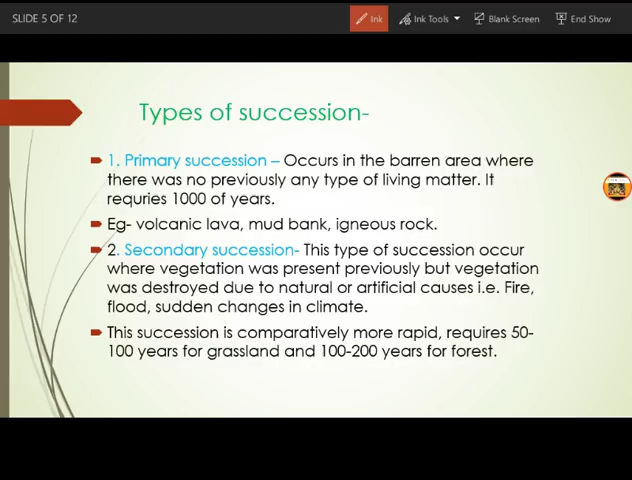 SLIDE 5 OF 12
Ink
Ink Tools
Blank Screen
End Show
Types of succession-
1. Primary succession – Occurs in the barren area where
there was no previously any type of living matter. It
requries 1000 of years.
Eg- volcanic lava, mud bank, igneous rock.
2. Secondary succession- This type of succession occur
where vegetation was present previously but vegetation
was destroyed due to natural or artificial causes i.e. Fire,
flood, sudden changes in climate.
This succession is comparatively more rapid, requires 50-
100 years for grassland and 100-200 years for forest.